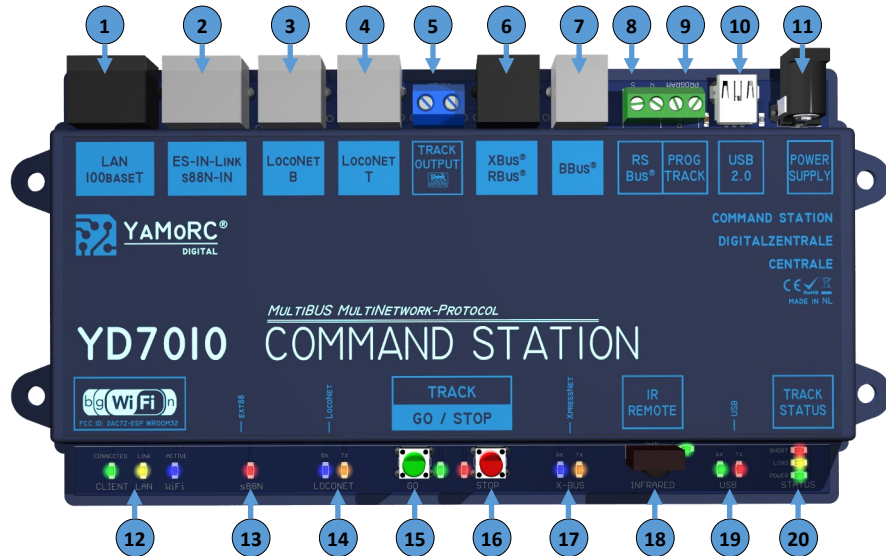 1 2 3 4 5 6 7 8 9 10 11
S G PROGRAM
LAN
100BASET
ES-IN-LINK
S88N-IN
LOCONET
B
LOCONET
T
TRACK
OUTPUT
XBUS®
RBUS®
BBUS®
RS
BUS®
PROG
TRACK
USB
2.0
POWER
SUPPLY
YAMORC®
DIGITAL
COMMAND STATION
DIGITALZENTRALE
CENTRALE
CE RoHS
MADE IN NL
MULTIBUS MULTINETWORK-PROTOCOL
YD7010 COMMAND STATION
b g WiFi n
FCC ID: 2AC7Z-ESP WROOM32
EXT88
LOCONET
TRACK
GO / STOP
XPRESSNET
IR
REMOTE
USB
TRACK
STATUS
CONNECTED LINK ACTIVE
CLIENT LAN WIFI
S88N
RX TX
LOCONET
GO
STOP
RX TX
X-BUS
INFRARED
RX TX
USB
SHORT
LOAD
POWER
STATUS
12 13 14 15 16 17 18 19 20